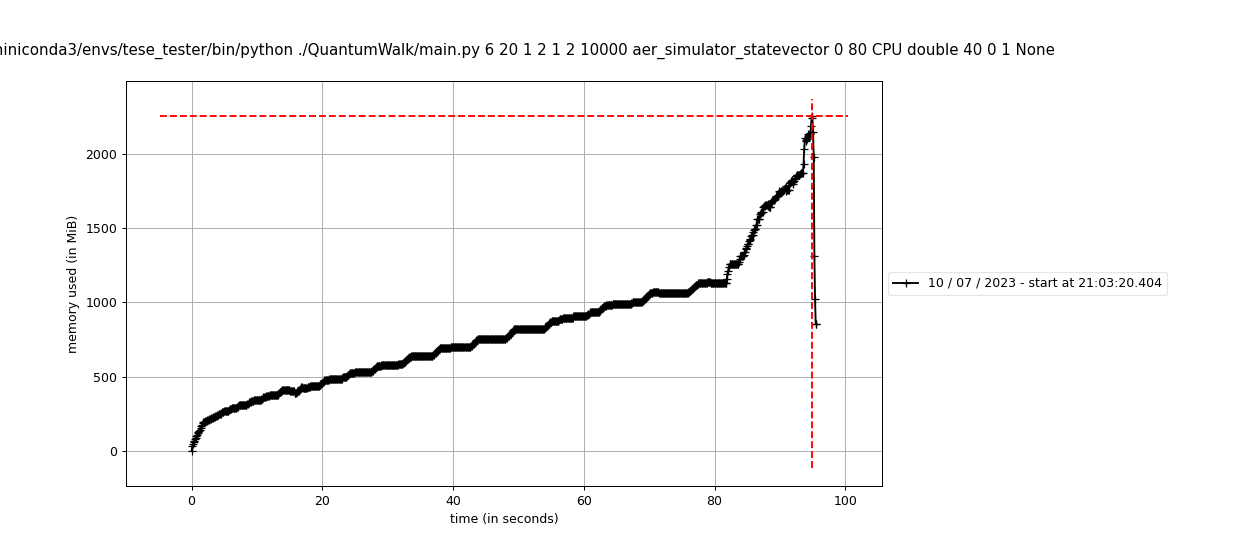 iniconda3/envs/tese_tester/bin/python ./QuantumWalk/main.py 6 20 1 2 1 2 10000 aer_simulator_statevector 0 80 CPU double 40 0 1 None
2000
1500
1000
500
0
memory used (in MiB)
0 20 40 60 80 100
time (in seconds)
10 / 07 / 2023 - start at 21:03:20.404